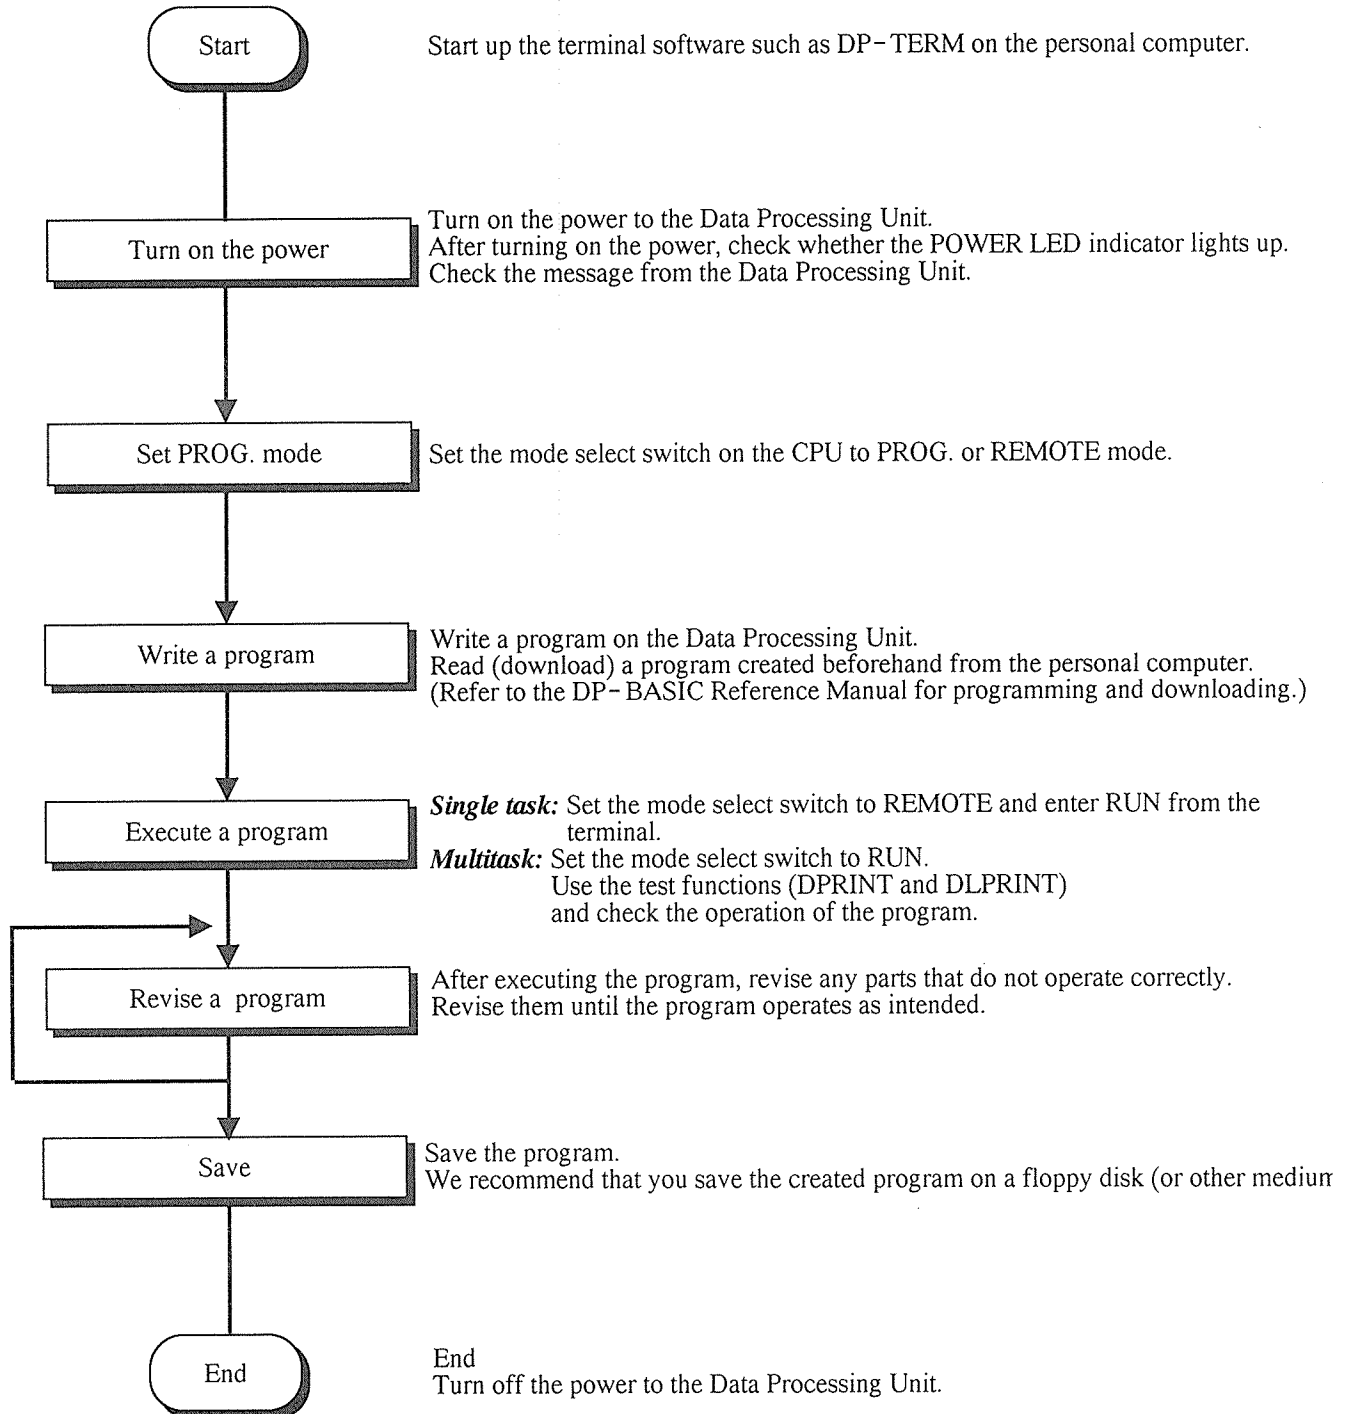 Start
Start up the terminal software such as DP-TERM on the personal computer.
Turn on the power
Turn on the power to the Data Processing Unit.
After turning on the power, check whether the POWER LED indicator lights up.
Check the message from the Data Processing Unit.
Set PROG. mode
Set the mode select switch on the CPU to PROG. or REMOTE mode.
Write a program
Write a program on the Data Processing Unit.
Read (download) a program created beforehand from the personal computer.
(Refer to the DP-BASIC Reference Manual for programming and downloading.)
Execute a program
Single task: Set the mode select switch to REMOTE and enter RUN from the
terminal.
Multitask: Set the mode select switch to RUN.
Use the test functions (DPRINT and DLPRINT)
and check the operation of the program.
Revise a program
After executing the program, revise any parts that do not operate correctly.
Revise them until the program operates as intended.
Save
Save the program.
We recommend that you save the created program on a floppy disk (or other
End
End
Turn off the power to the Data Processing Unit.